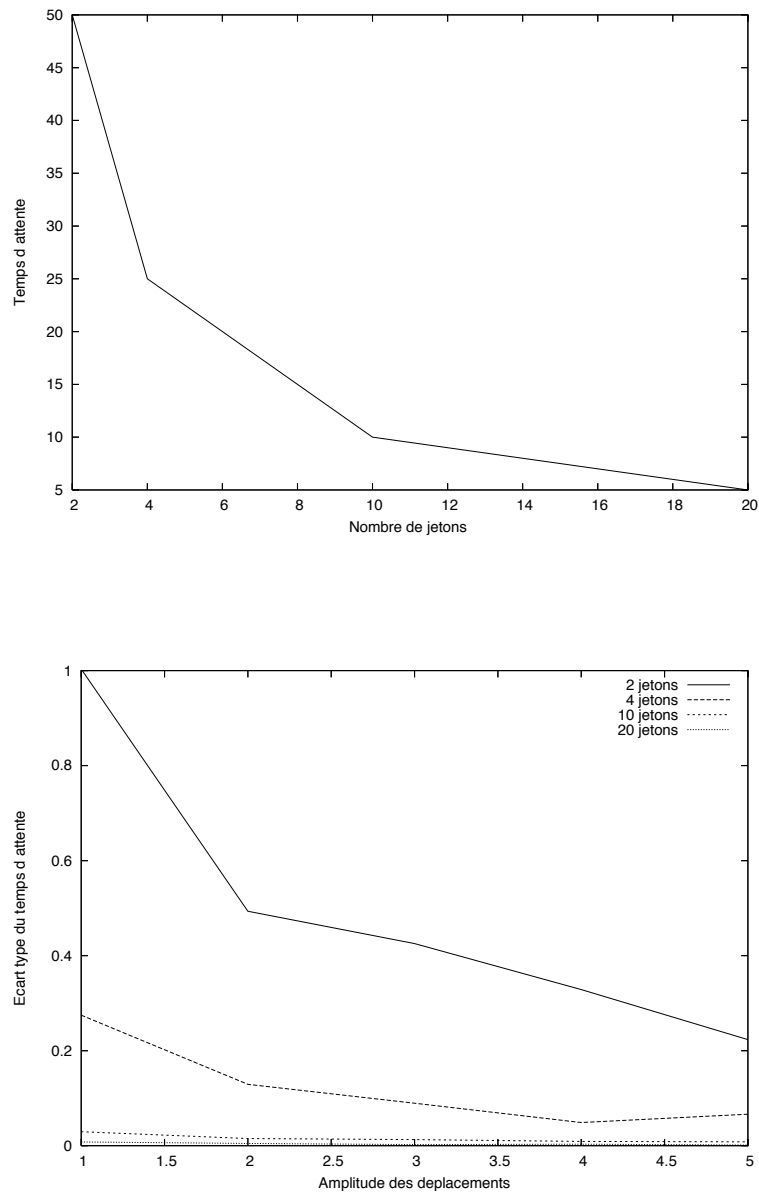 50
45
40
35
30
25
20
15
10
5
Temps d attente
2 4 6 8 10 12 14 16 18 20
Nombre de jetons
1
0.8
0.6
0.4
0.2
0
Ecart type du temps d attente
2 jetons
4 jetons
10 jetons
20 jetons
1 1.5 2 2.5 3 3.5 4 4.5 5
Amplitude des deplacements